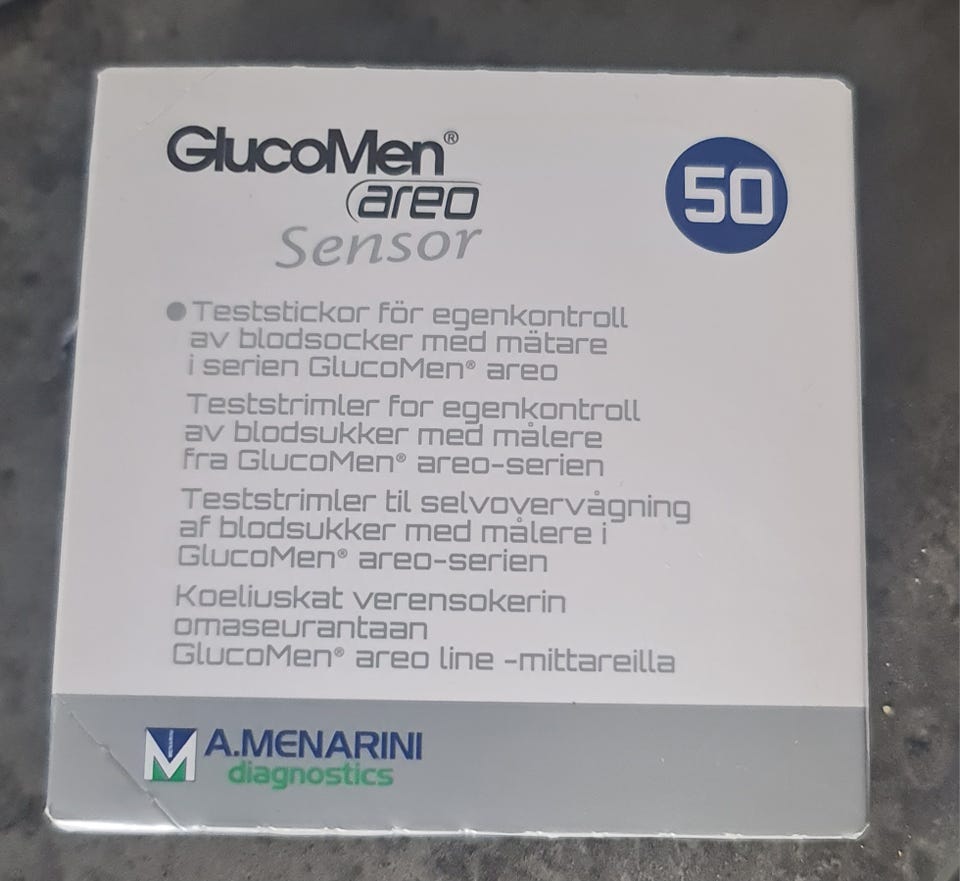 GlucoMen®
areo
Sensor
50
Teststickor för egenkontroll
av blodsocker med mätare
i serien GlucoMen® areo
Teststrimler for egenkontroll
av blodsukker med målere
fra GlucoMen® areo-serien
Teststrimler til selvovervågning
af blodsukker med målere i
GlucoMen® areo-serien
Koeliuskat verensokerin
omaseurantaan
GlucoMen® areo line -mittareilla
MENARINI
A.MENARINI
diagnostics